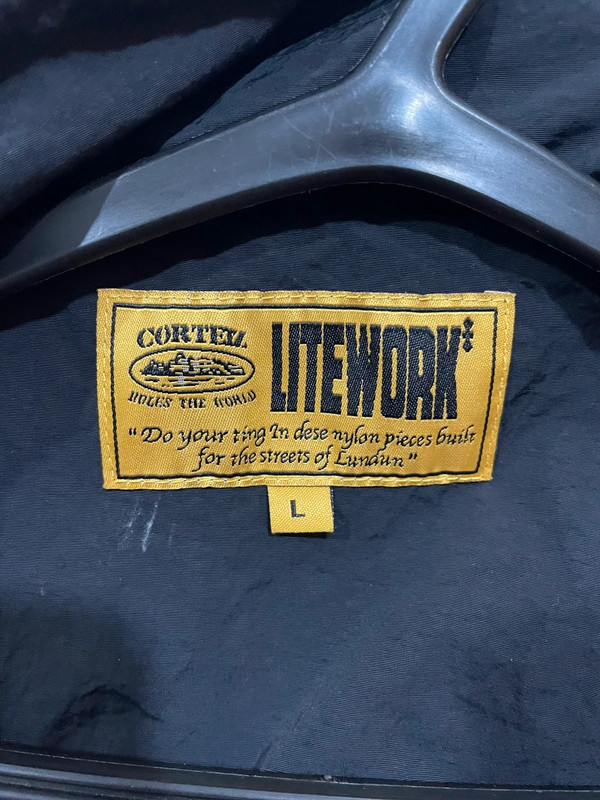 CORTEIZ
RULES THE WORLD
LITEWORK
"Do your ting In dese nylon pieces built
for the streets of Lundun"
L